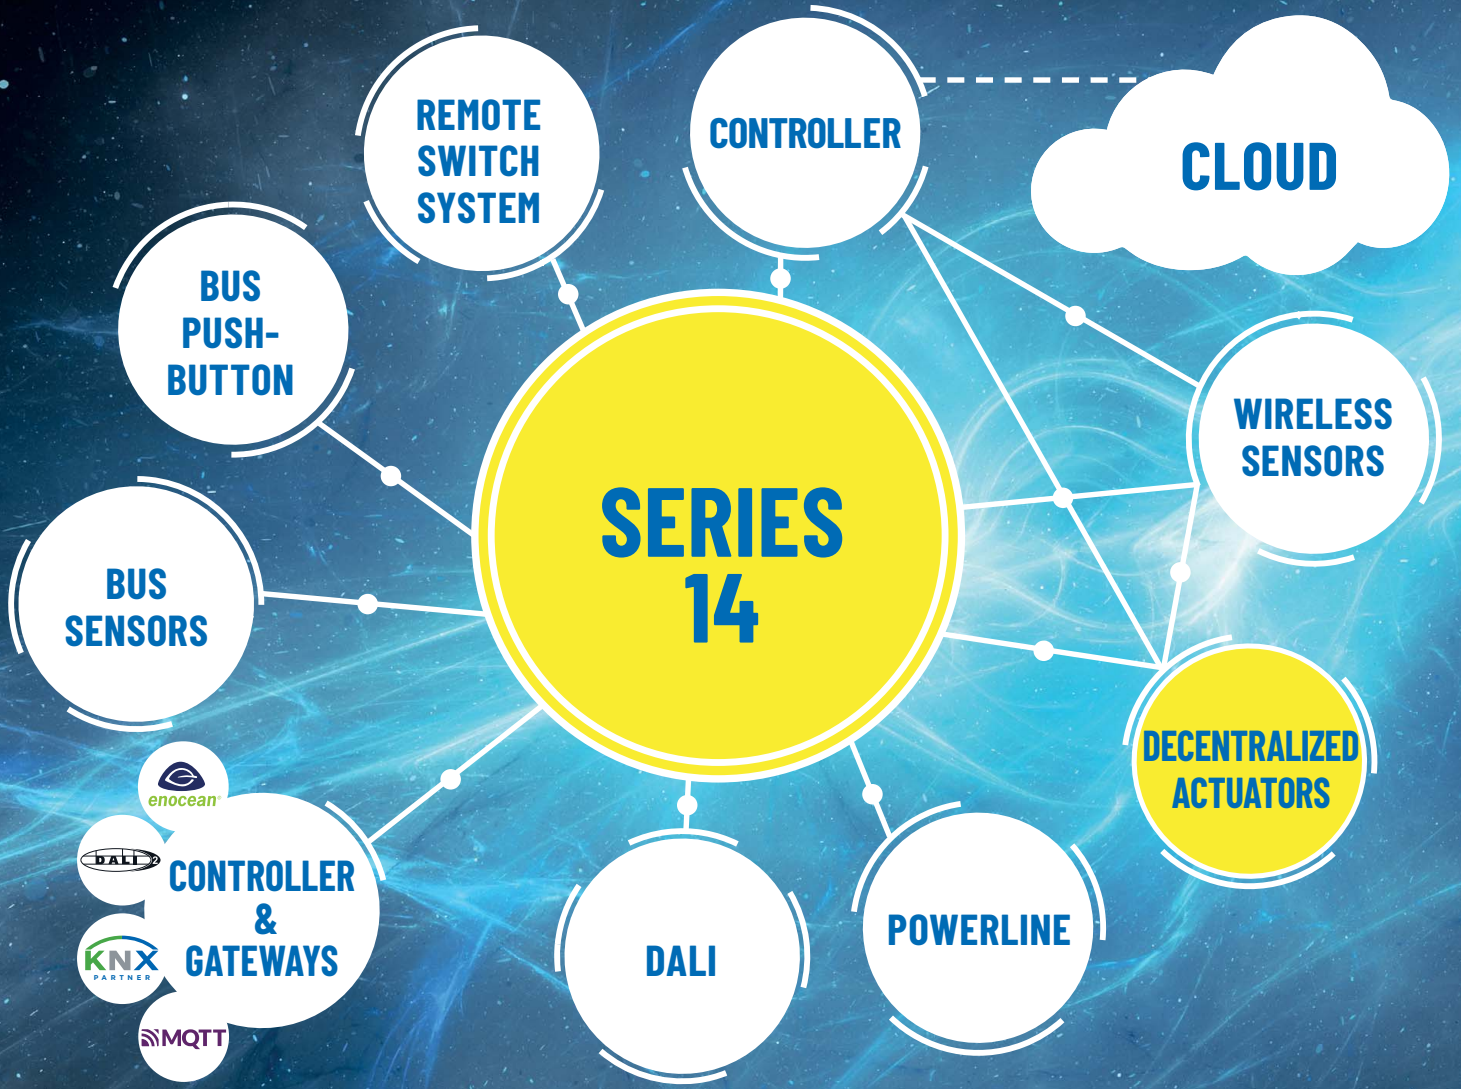 REMOTE
SWITCH
SYSTEM
CONTROLLER
CLOUD
BUS
PUSH-
BUTTON
WIRELESS
SENSORS
SERIES
14
BUS
SENSORS
DECENTRALIZED
ACTUATORS
enocean®
DALI 2
CONTROLLER
&
GATEWAYS
KNX
PARTNER
MQTT
DALI
POWERLINE